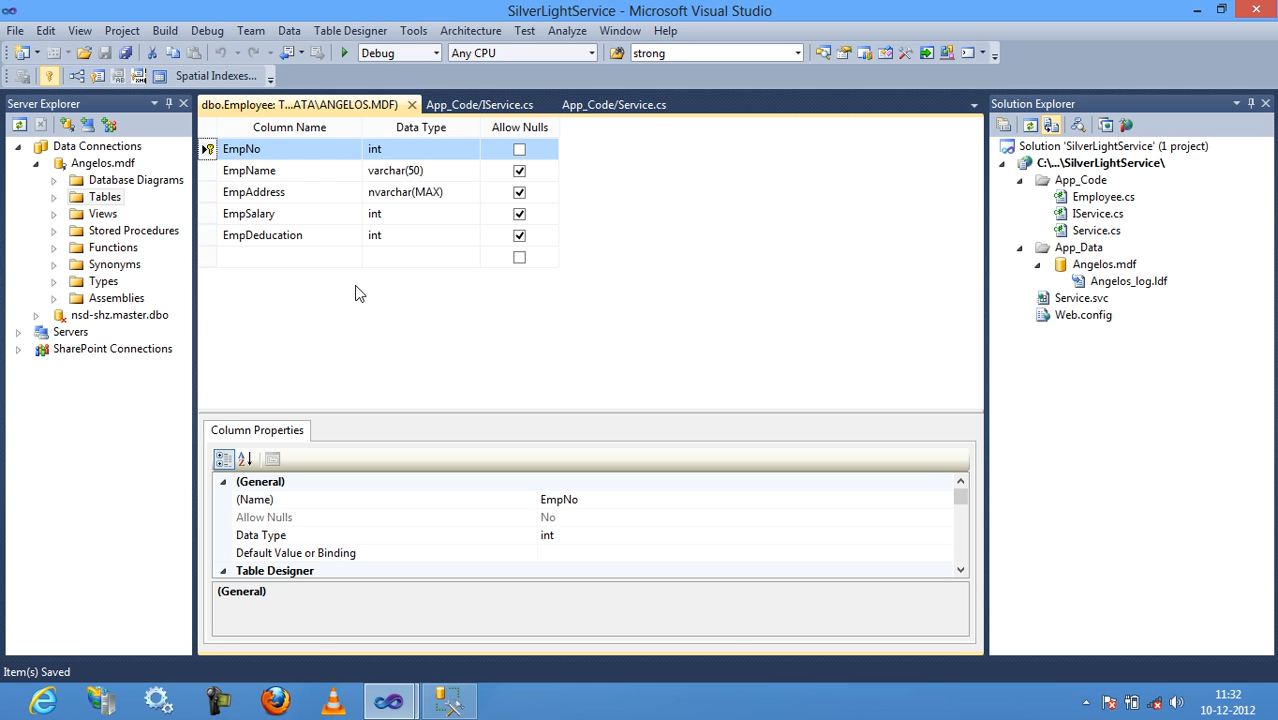 SilverLightService - Microsoft Visual Studio
File Edit View Project Build Debug Team Data Table Designer Tools Architecture Test Analyze Window Help
Debug Any CPU strong
Spatial Indexes...
Server Explorer
Data Connections
Angelos.mdf
Database Diagrams
Tables
Views
Stored Procedures
Functions
Synonyms
Types
Assemblies
nsd-shz.master.dbo
Servers
SharePoint Connections
dbo.Employee: T...ATA\ANGELOS.MDF) App_Code/IService.cs App_Code/Service.cs
Column Name Data Type Allow Nulls
EmpNo int
EmpName varchar(50)
EmpAddress nvarchar(MAX)
EmpSalary int
EmpDeducation int
Column Properties
(General)
(Name) EmpNo
Allow Nulls No
Data Type int
Default Value or Binding
Table Designer
(General)
Solution Explorer
Solution 'SilverLightService' (1 project)
C:\...\SilverLightService\
App_Code
Employee.cs
IService.cs
Service.cs
App_Data
Angelos.mdf
Angelos_log.ldf
Service.svc
Web.config
Item(s) Saved
11:32
10-12-2012